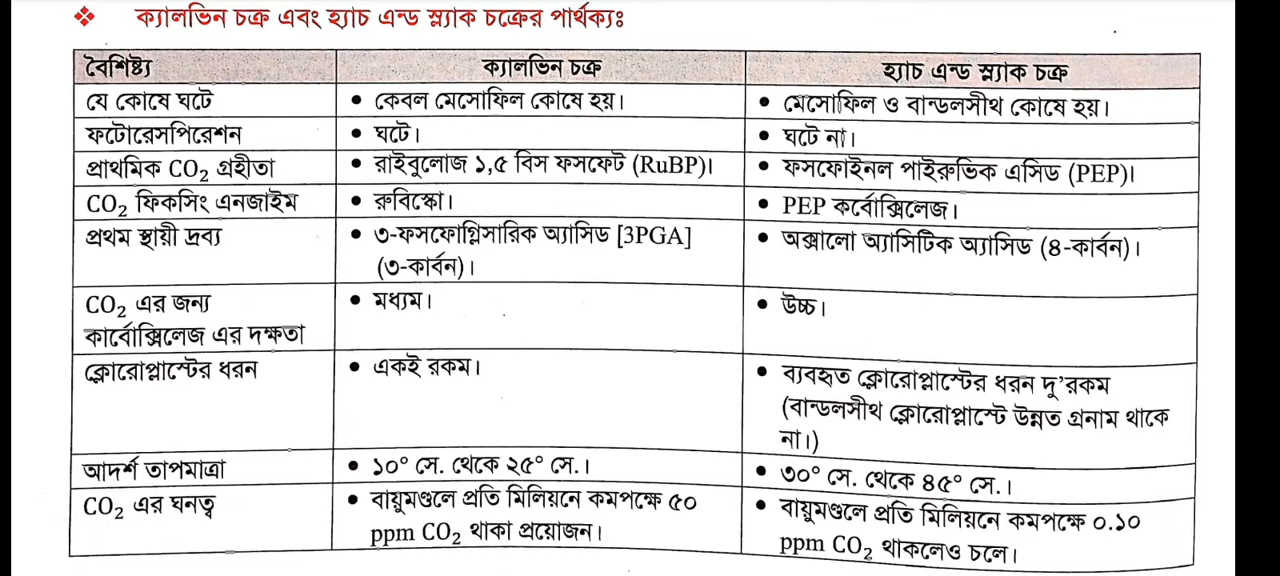 ❖ ক্যালভিন চক্র এবং হ্যাচ এন্ড স্ল্যাক চক্রের পার্থক্যঃ
বৈশিষ্ট্য ক্যালভিন চক্র হ্যাচ এন্ড স্ল্যাক চক্র
যে কোষে ঘটে • কেবল মেসোফিল কোষে হয়। • মেসোফিল ও বান্ডলসীথ কোষে হয়।
ফটোরেসপিরেশন • ঘটে। • ঘটে না।
প্রাথমিক CO₂ গ্রহীতা • রাইবুলোজ ১,৫ বিস ফসফেট (RuBP)। • ফসফোইনল পাইরুভিক এসিড (PEP)।
CO₂ ফিকসিং এনজাইম • রুবিস্কো। • PEP কর্বোক্সিলেজ।
প্রথম স্থায়ী দ্রব্য • ৩-ফসফোগ্লিসারিক অ্যাসিড [3PGA] • অক্সালো অ্যাসিটিক অ্যাসিড (৪-কার্বন)।
(৩-কার্বন)।
CO₂ এর জন্য • মধ্যম। • উচ্চ।
কার্বোক্সিলেজ এর দক্ষতা
ক্লোরোপ্লাস্টের ধরন • একই রকম। • ব্যবহৃত ক্লোরোপ্লাস্টের ধরন দু'রকম
(বান্ডলসীথ ক্লোরোপ্লাস্টে উন্নত গ্রনাম থাকে
না।)
আদর্শ তাপমাত্রা • ১০° সে. থেকে ২৫° সে.। • ৩০° সে. থেকে ৪৫° সে.।
CO₂ এর ঘনত্ব • বায়ুমণ্ডলে প্রতি মিলিয়নে কমপক্ষে ৫০ • বায়ুমণ্ডলে প্রতি মিলিয়নে কমপক্ষে ০.১০
ppm CO₂ থাকা প্রয়োজন। ppm CO₂ থাকলেও চলে।